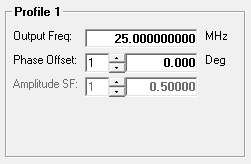 Profile 1
Output Freq: 25.000000000 MHz
Phase Offset: 1 0.000 Deg
Amplitude SF: 1 0.50000